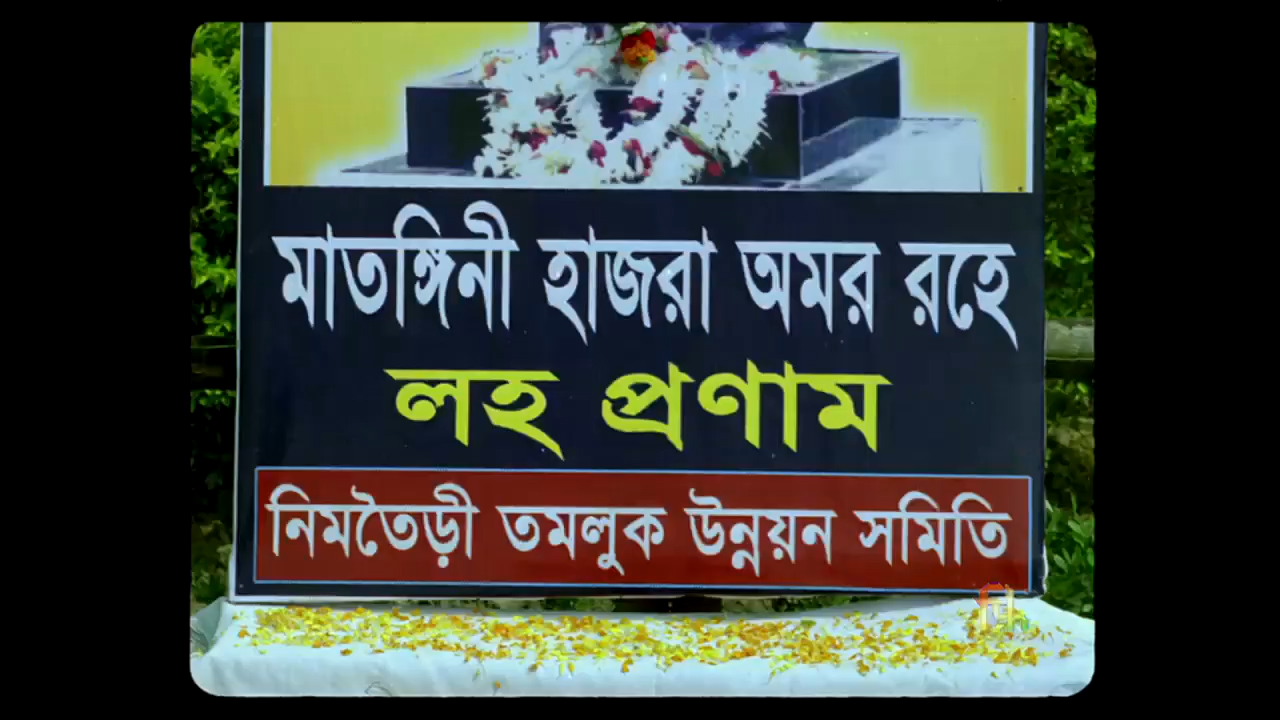 মাতঙ্গিনী হাজরা অমর রহে
লহ প্রণাম
নিমতৈড়ী তমলুক উন্নয়ন সমিতি